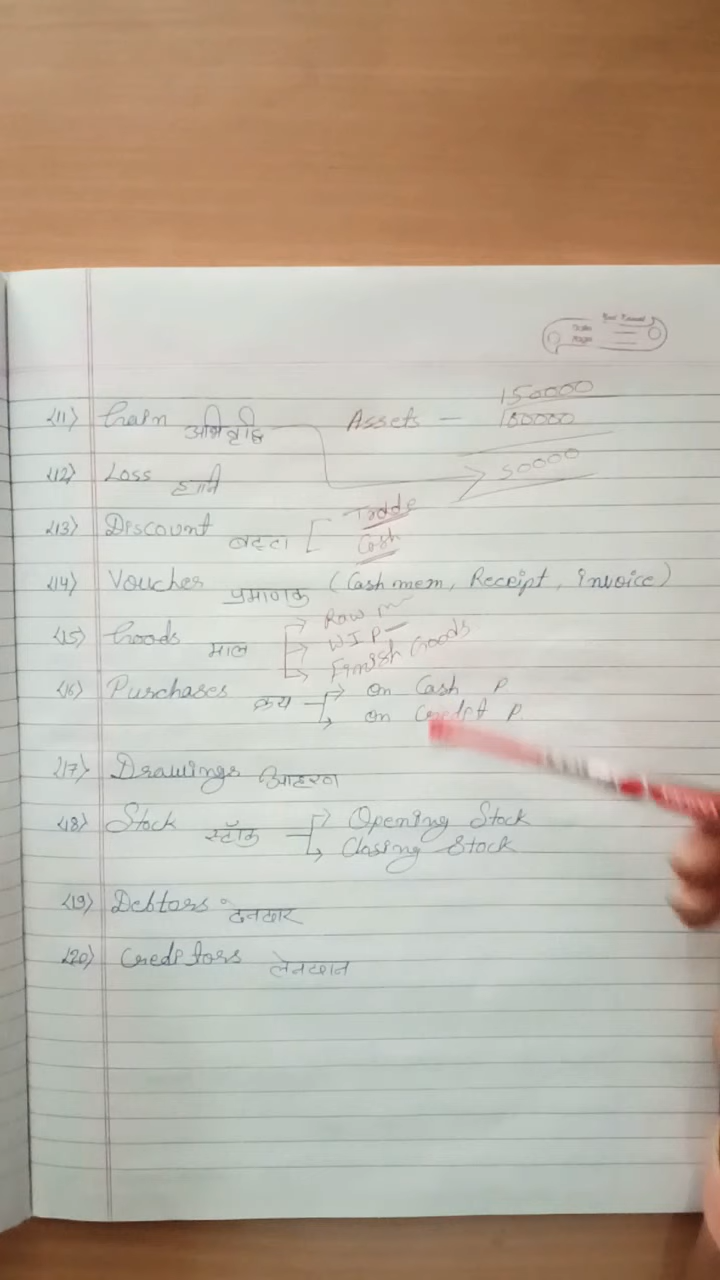 150000
<11> Gain अभिवृद्धि Assets - 100000
<12> Loss हानि 50000
Trade
<13> Discount बट्टा Cash
<14> Voucher प्रमाणक (Cash mem, Receipt, Invoice)
Raw m
<15> Goods माल WIP
Finish Goods
<16> Purchases क्रय On Cash P.
On Credit P.
<17> Drawings आहरण
<18> Stock स्टॉक Opening Stock
Closing Stock
<19> Debtors देनदार
<20> Creditors लेनदान